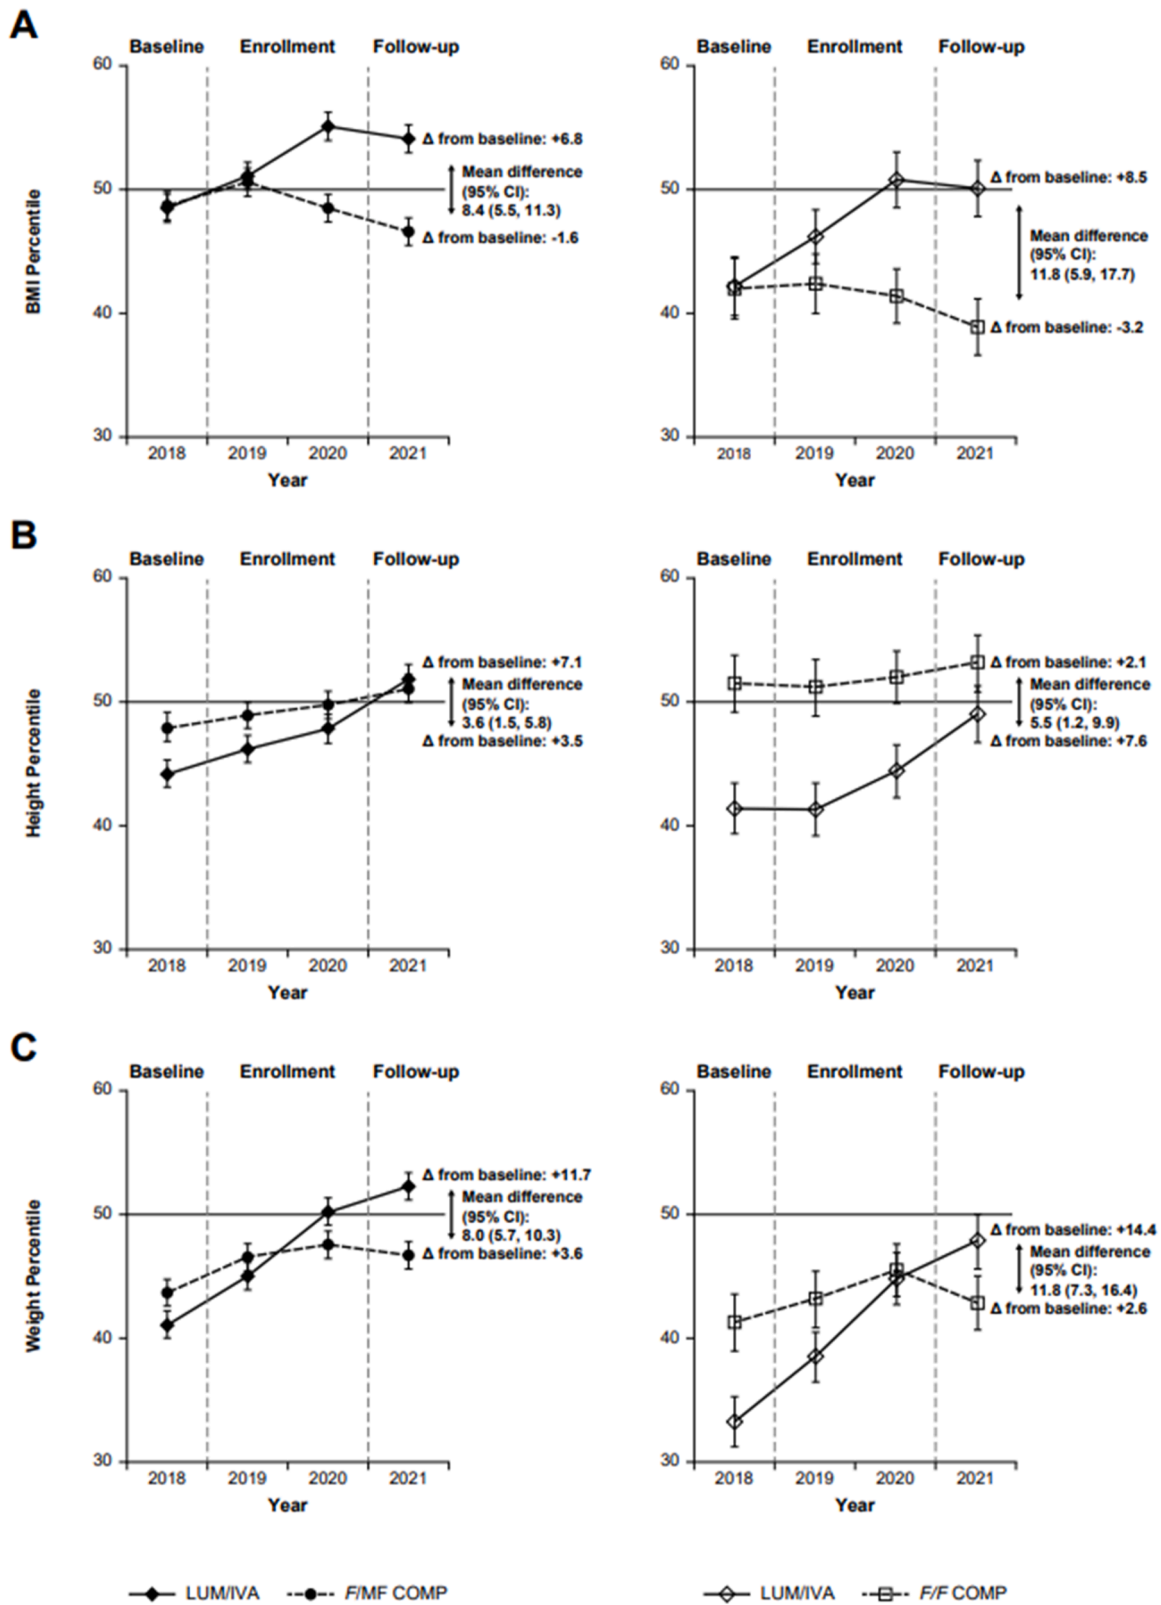 A
Baseline Enrollment Follow-up
60
50
40
30
BMI Percentile
Δ from baseline: +6.8
Mean difference
(95% CI):
8.4 (5.5, 11.3)
Δ from baseline: -1.6
2018 2019 2020 2021
Year
Baseline Enrollment Follow-up
60
50
40
30
Δ from baseline: +8.5
Mean difference
(95% CI):
11.8 (5.9, 17.7)
Δ from baseline: -3.2
2018 2019 2020 2021
Year
B
Baseline Enrollment Follow-up
60
50
40
30
Height Percentile
Δ from baseline: +7.1
Mean difference
(95% CI):
3.6 (1.5, 5.8)
Δ from baseline: +3.5
2018 2019 2020 2021
Year
Baseline Enrollment Follow-up
60
50
40
30
Δ from baseline: +2.1
Mean difference
(95% CI):
5.5 (1.2, 9.9)
Δ from baseline: +7.6
2018 2019 2020 2021
Year
C
Baseline Enrollment Follow-up
60
50
40
30
Weight Percentile
Δ from baseline: +11.7
Mean difference
(95% CI):
8.0 (5.7, 10.3)
Δ from baseline: +3.6
2018 2019 2020 2021
Year
Baseline Enrollment Follow-up
60
50
40
30
Δ from baseline: +14.4
Mean difference
(95% CI):
11.8 (7.3, 16.4)
Δ from baseline: +2.6
2018 2019 2020 2021
Year
LUM/IVA F/MF COMP
LUM/IVA F/F COMP